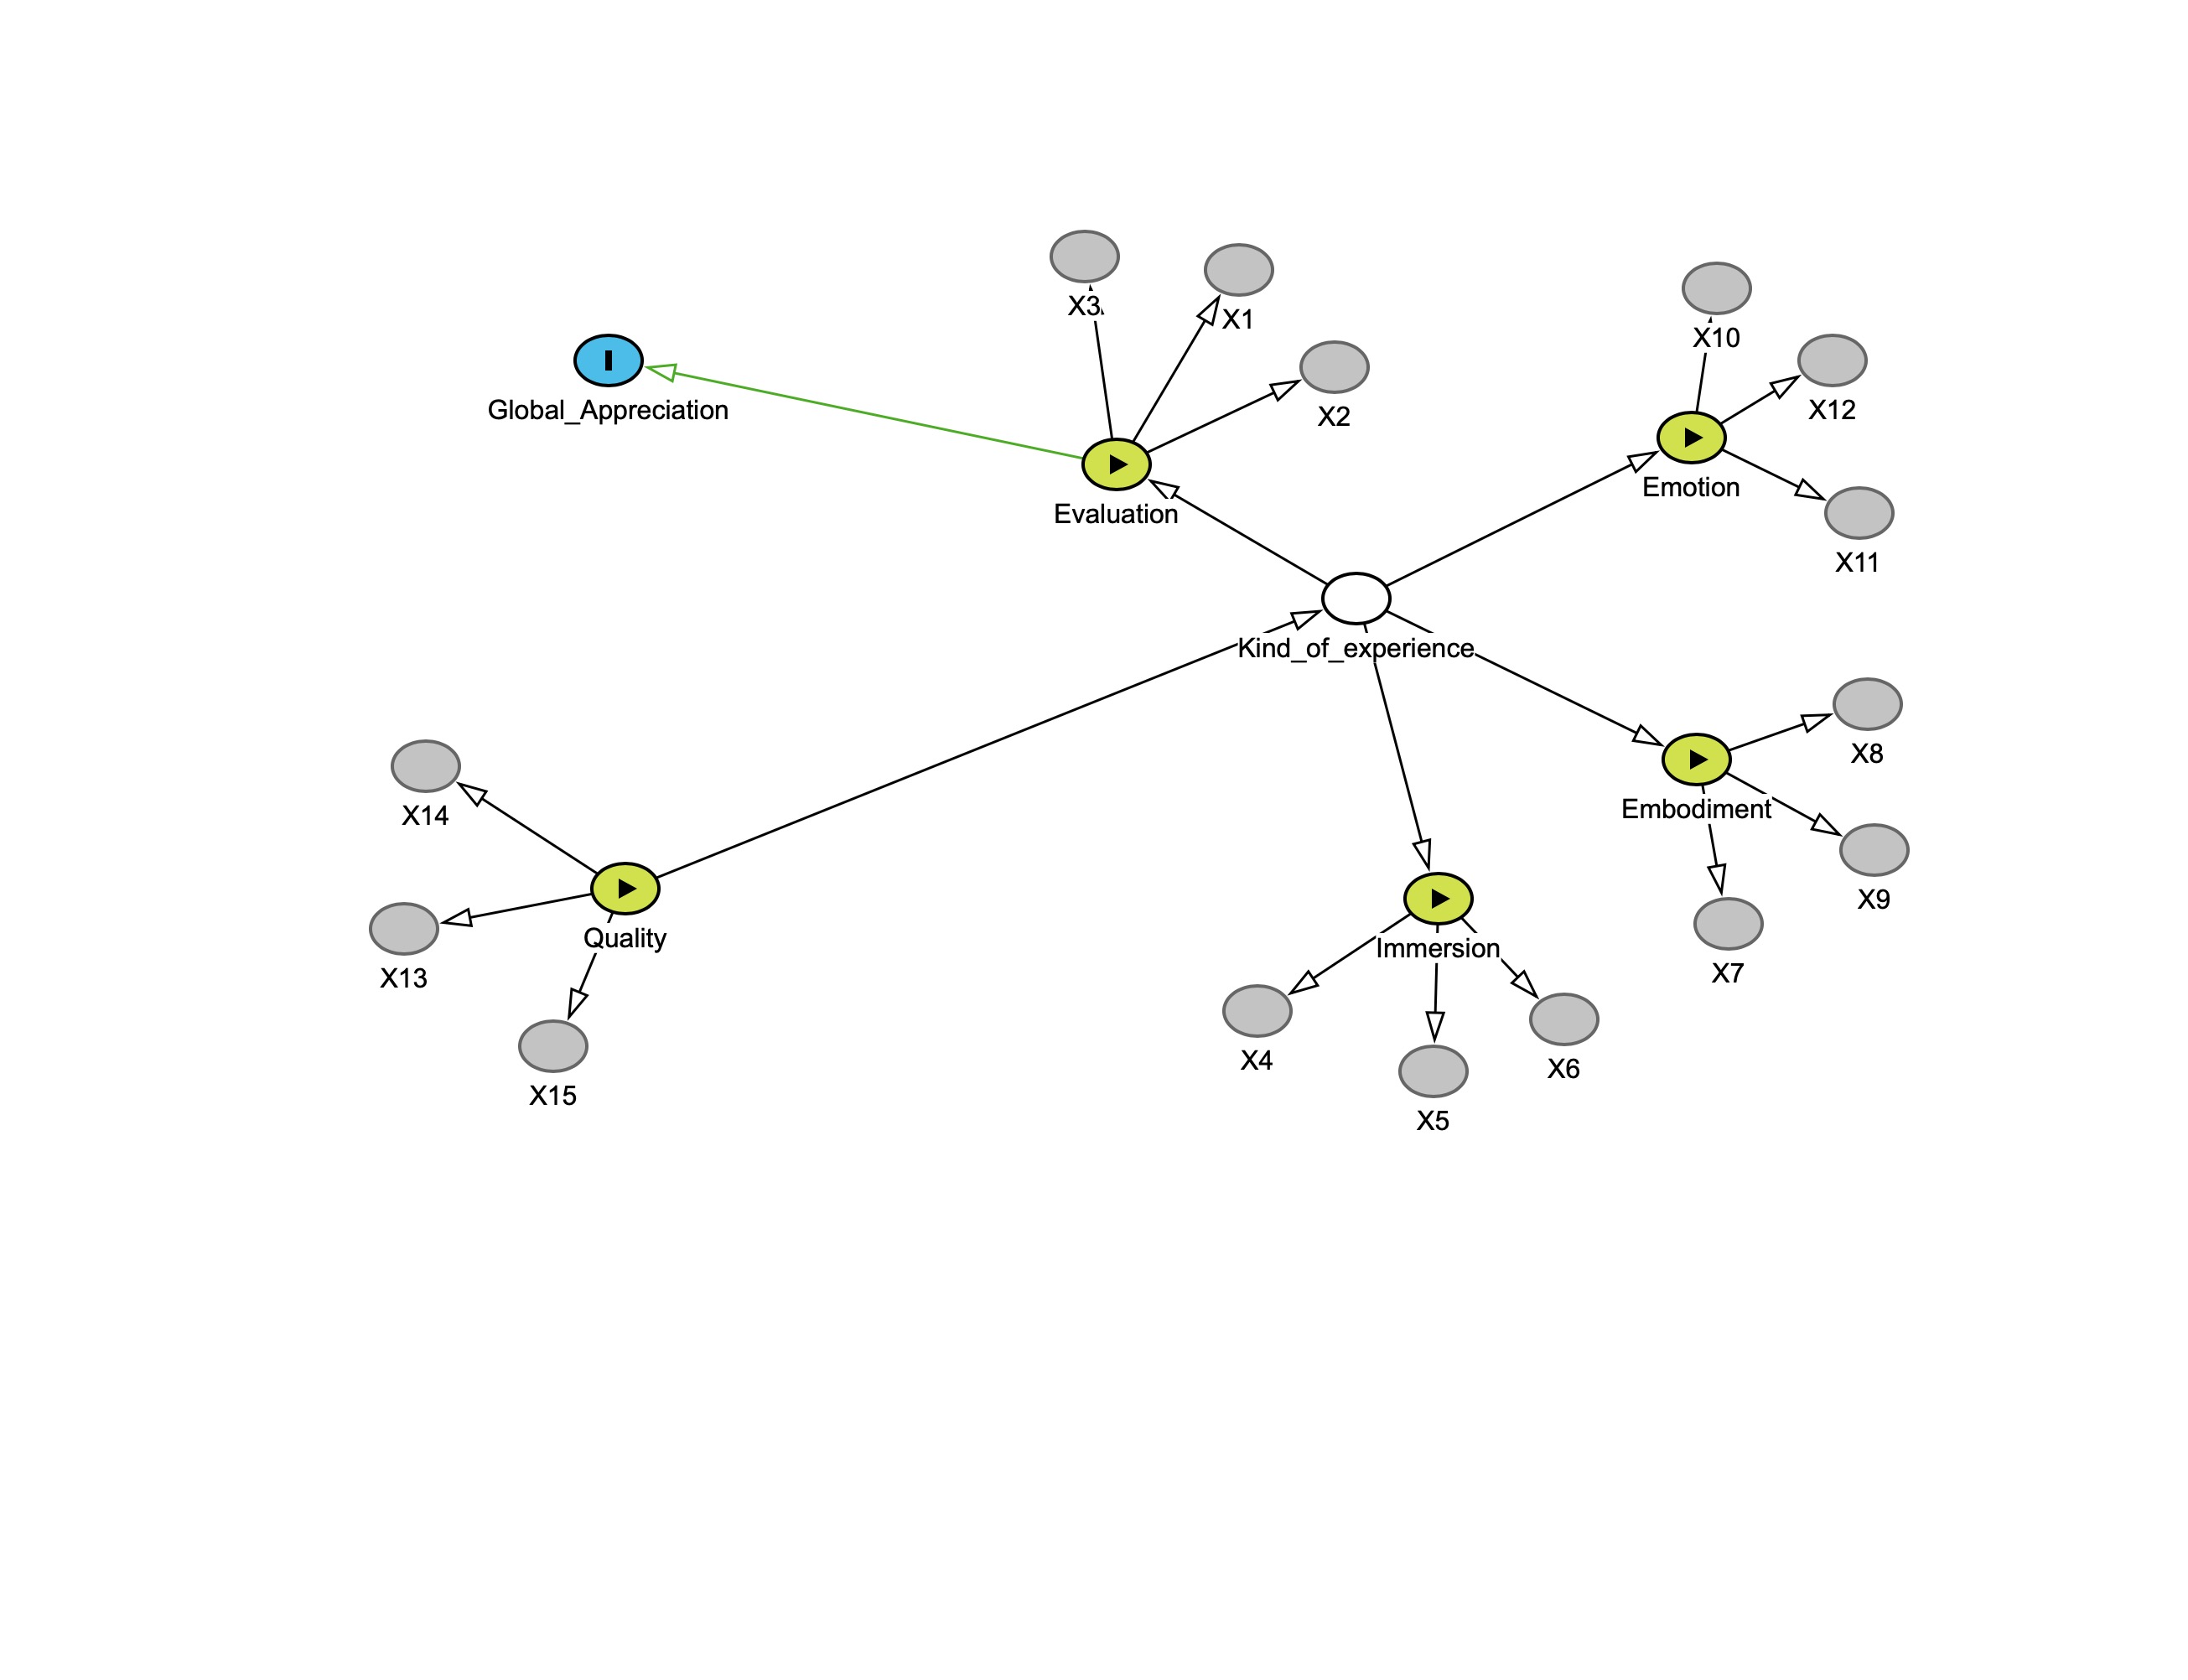 X3
X1
X10
Global_Appreciation
X2
X12
Emotion
Evaluation
X11
Kind_of_experience
X8
X14
Embodiment
X9
Quality
Immersion
X13
X7
X4
X6
X15
X5